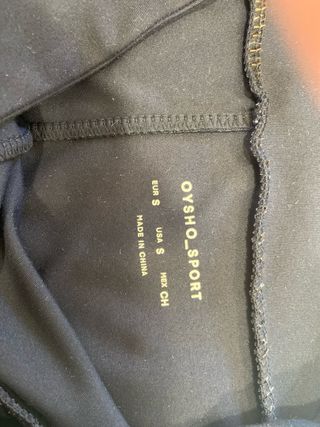 OYSHO_SPORT
EUR S USA S MEX CH
MADE IN CHINA